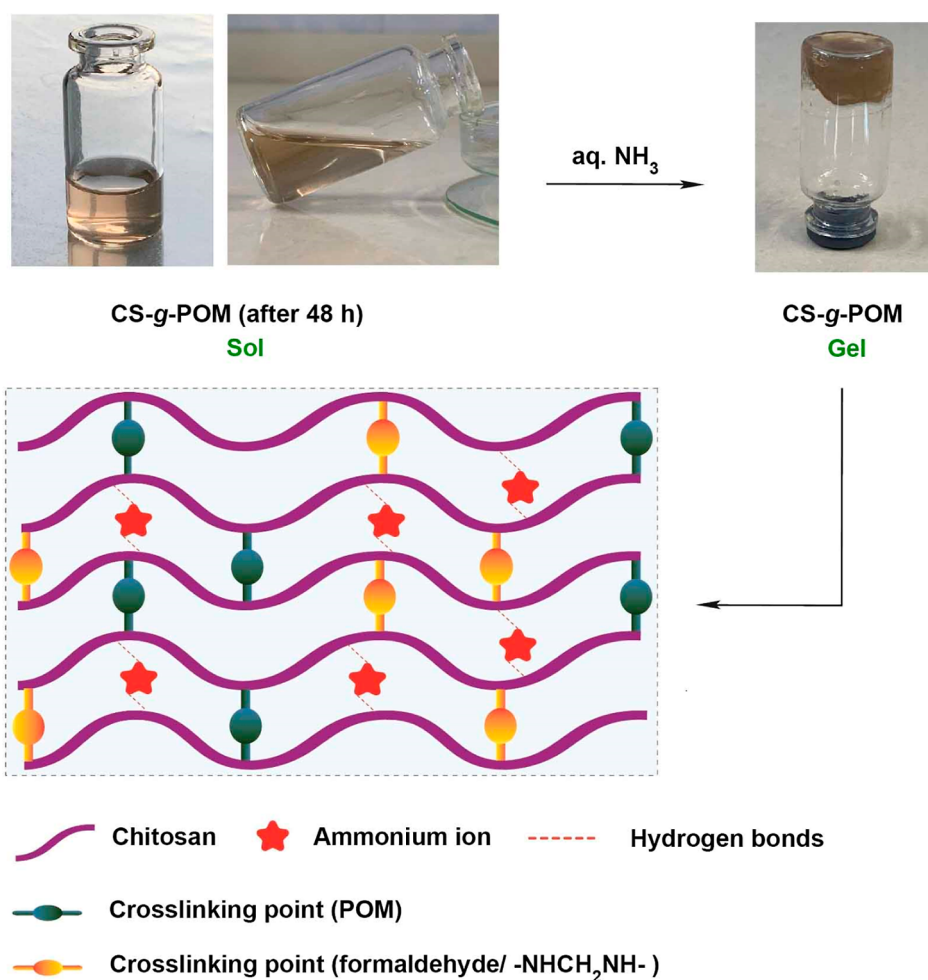 aq. NH₃
CS-g-POM (after 48 h)
Sol
CS-g-POM
Gel
Chitosan
Ammonium ion
Hydrogen bonds
Crosslinking point (POM)
Crosslinking point (formaldehyde/ -NHCH₂NH- )